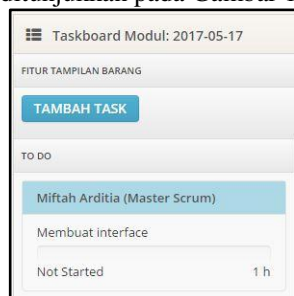 ditunjukkan pada Gambar
Taskboard Modul: 2017-05-17
FITUR TAMPILAN BARANG
TAMBAH TASK
TO DO
Miftah Arditia (Master Scrum)
Membuat interface
Not Started 1 h